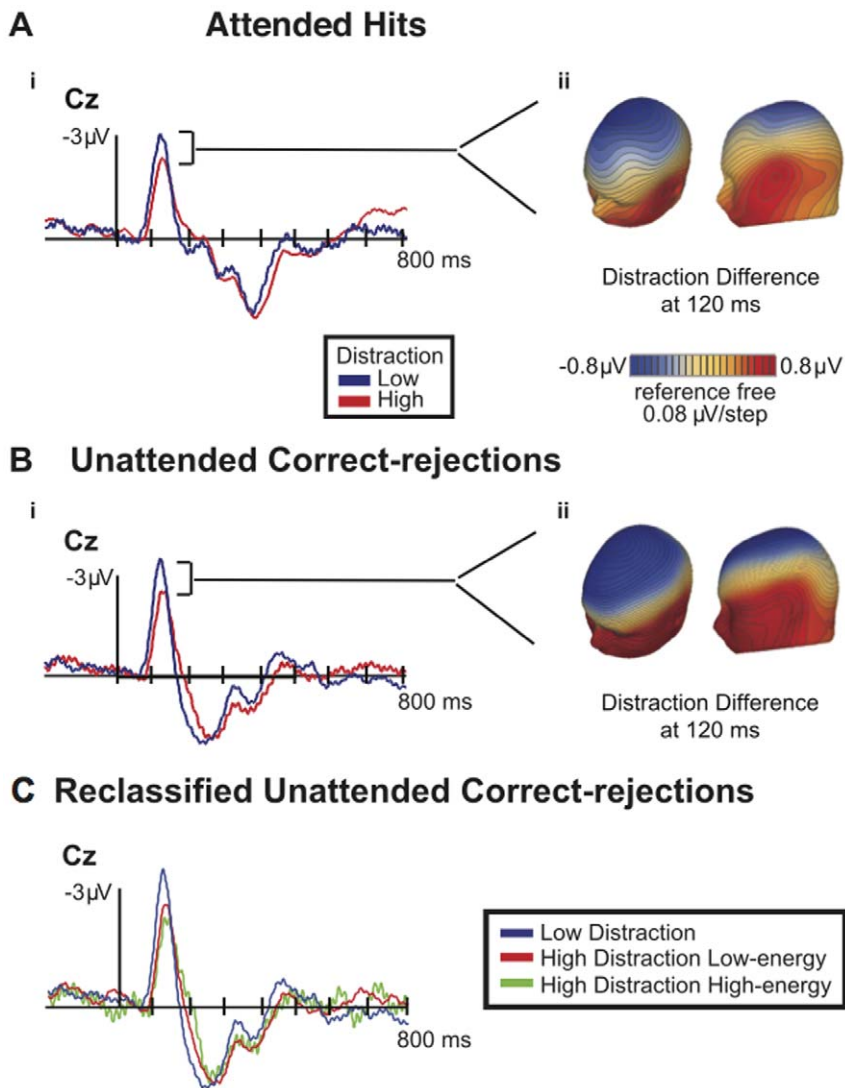 A Attended Hits
i
ii
Cz
-3µV
800 ms
Distraction Difference
at 120 ms
Distraction
Low
High
-0.8µV 0.8µV
reference free
0.08 µV/step
B Unattended Correct-rejections
i
ii
Cz
-3µV
800 ms
Distraction Difference
at 120 ms
C Reclassified Unattended Correct-rejections
Cz
-3µV
800 ms
Low Distraction
High Distraction Low-energy
High Distraction High-energy